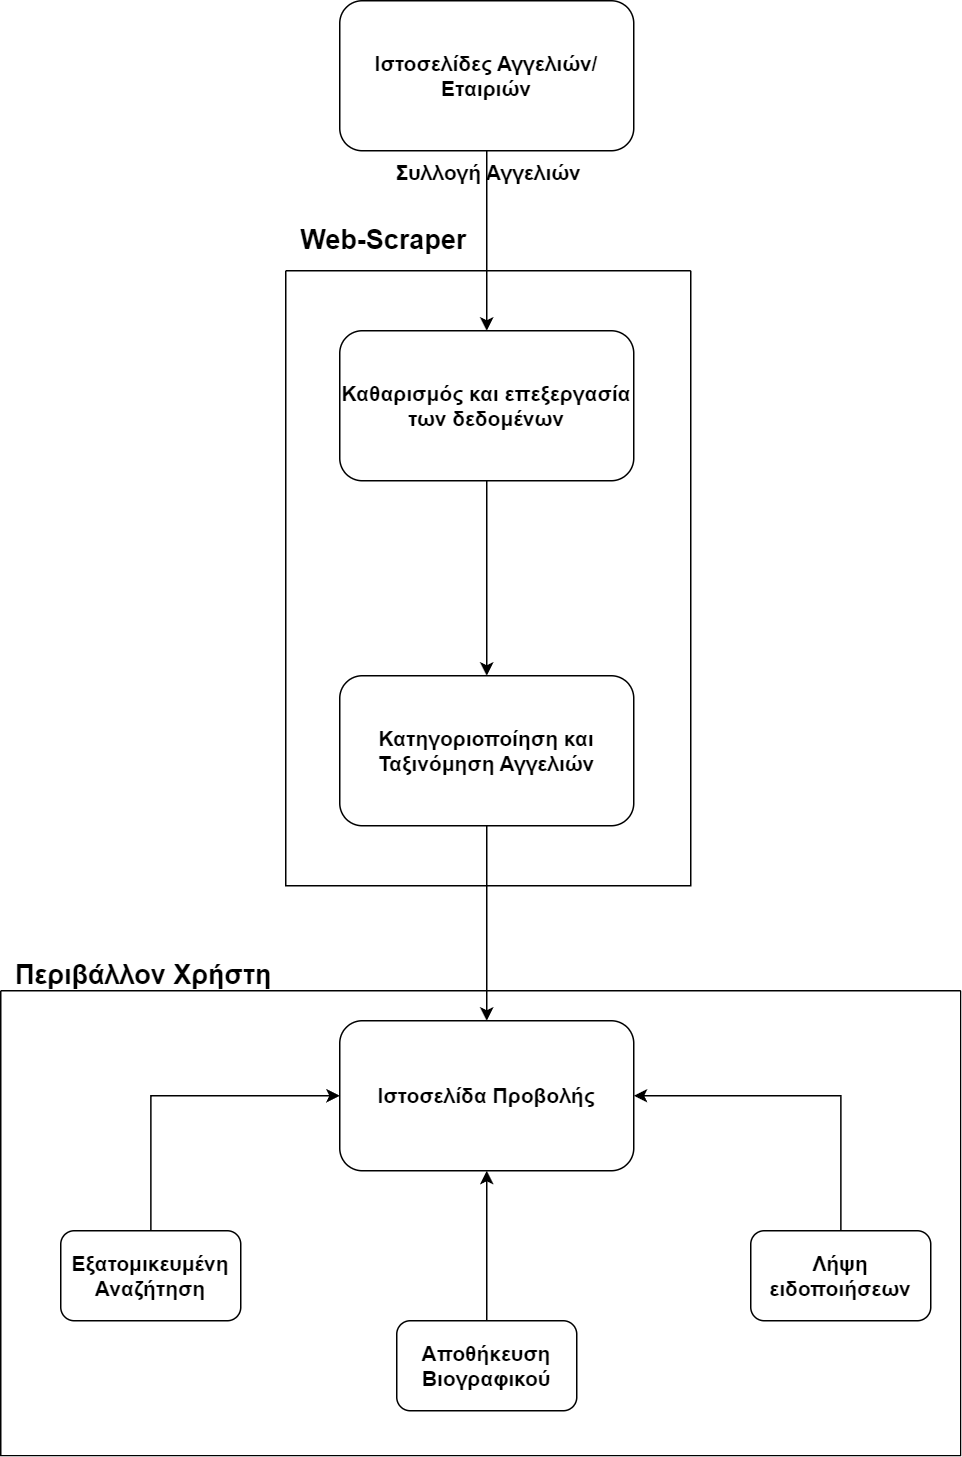 Ιστοσελίδες Αγγελιών/
Εταιριών
Συλλογή Αγγελιών
Web-Scraper
Καθαρισμός και επεξεργασία
των δεδομένων
Κατηγοριοποίηση και
Ταξινόμηση Αγγελιών
Περιβάλλον Χρήστη
Ιστοσελίδα Προβολής
Εξατομικευμένη
Αναζήτηση
Λήψη
ειδοποιήσεων
Αποθήκευση
Βιογραφικού